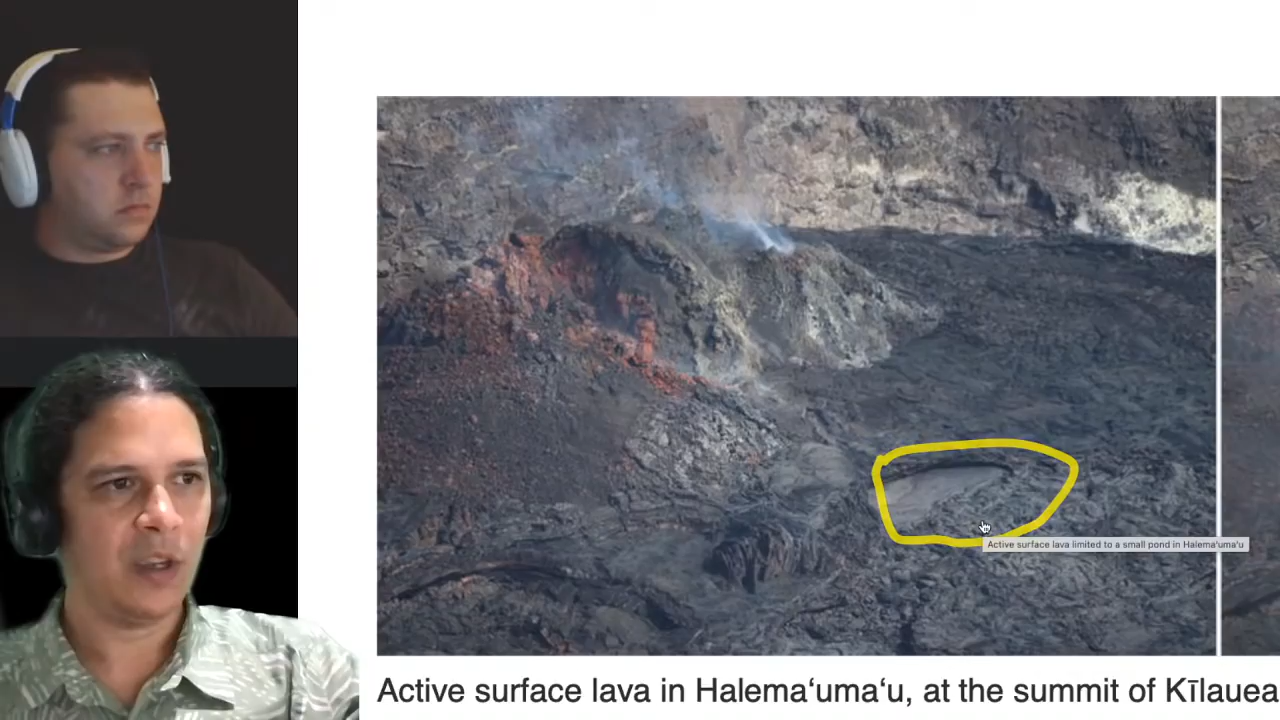 Active surface lava limited to a small pond in Halemaʻumaʻu
Active surface lava in Halemaʻumaʻu, at the summit of Kīlauea